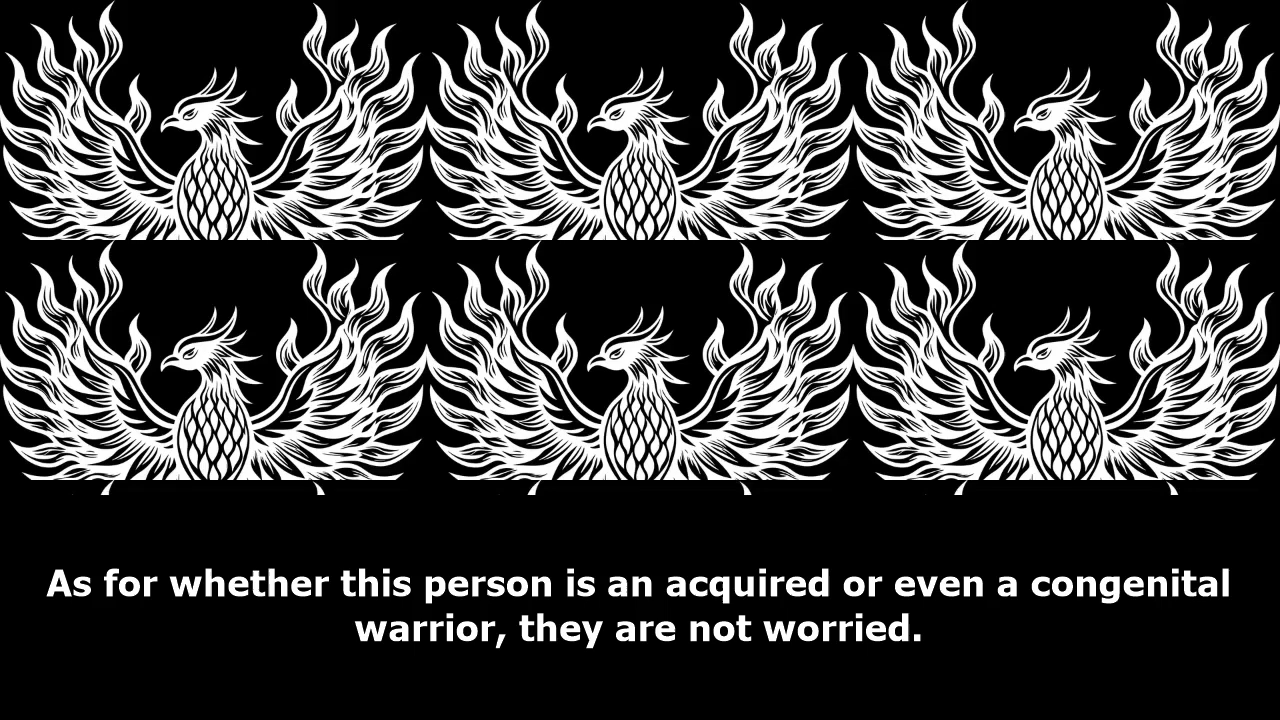 As for whether this person is an acquired or even a congenital
warrior, they are not worried.